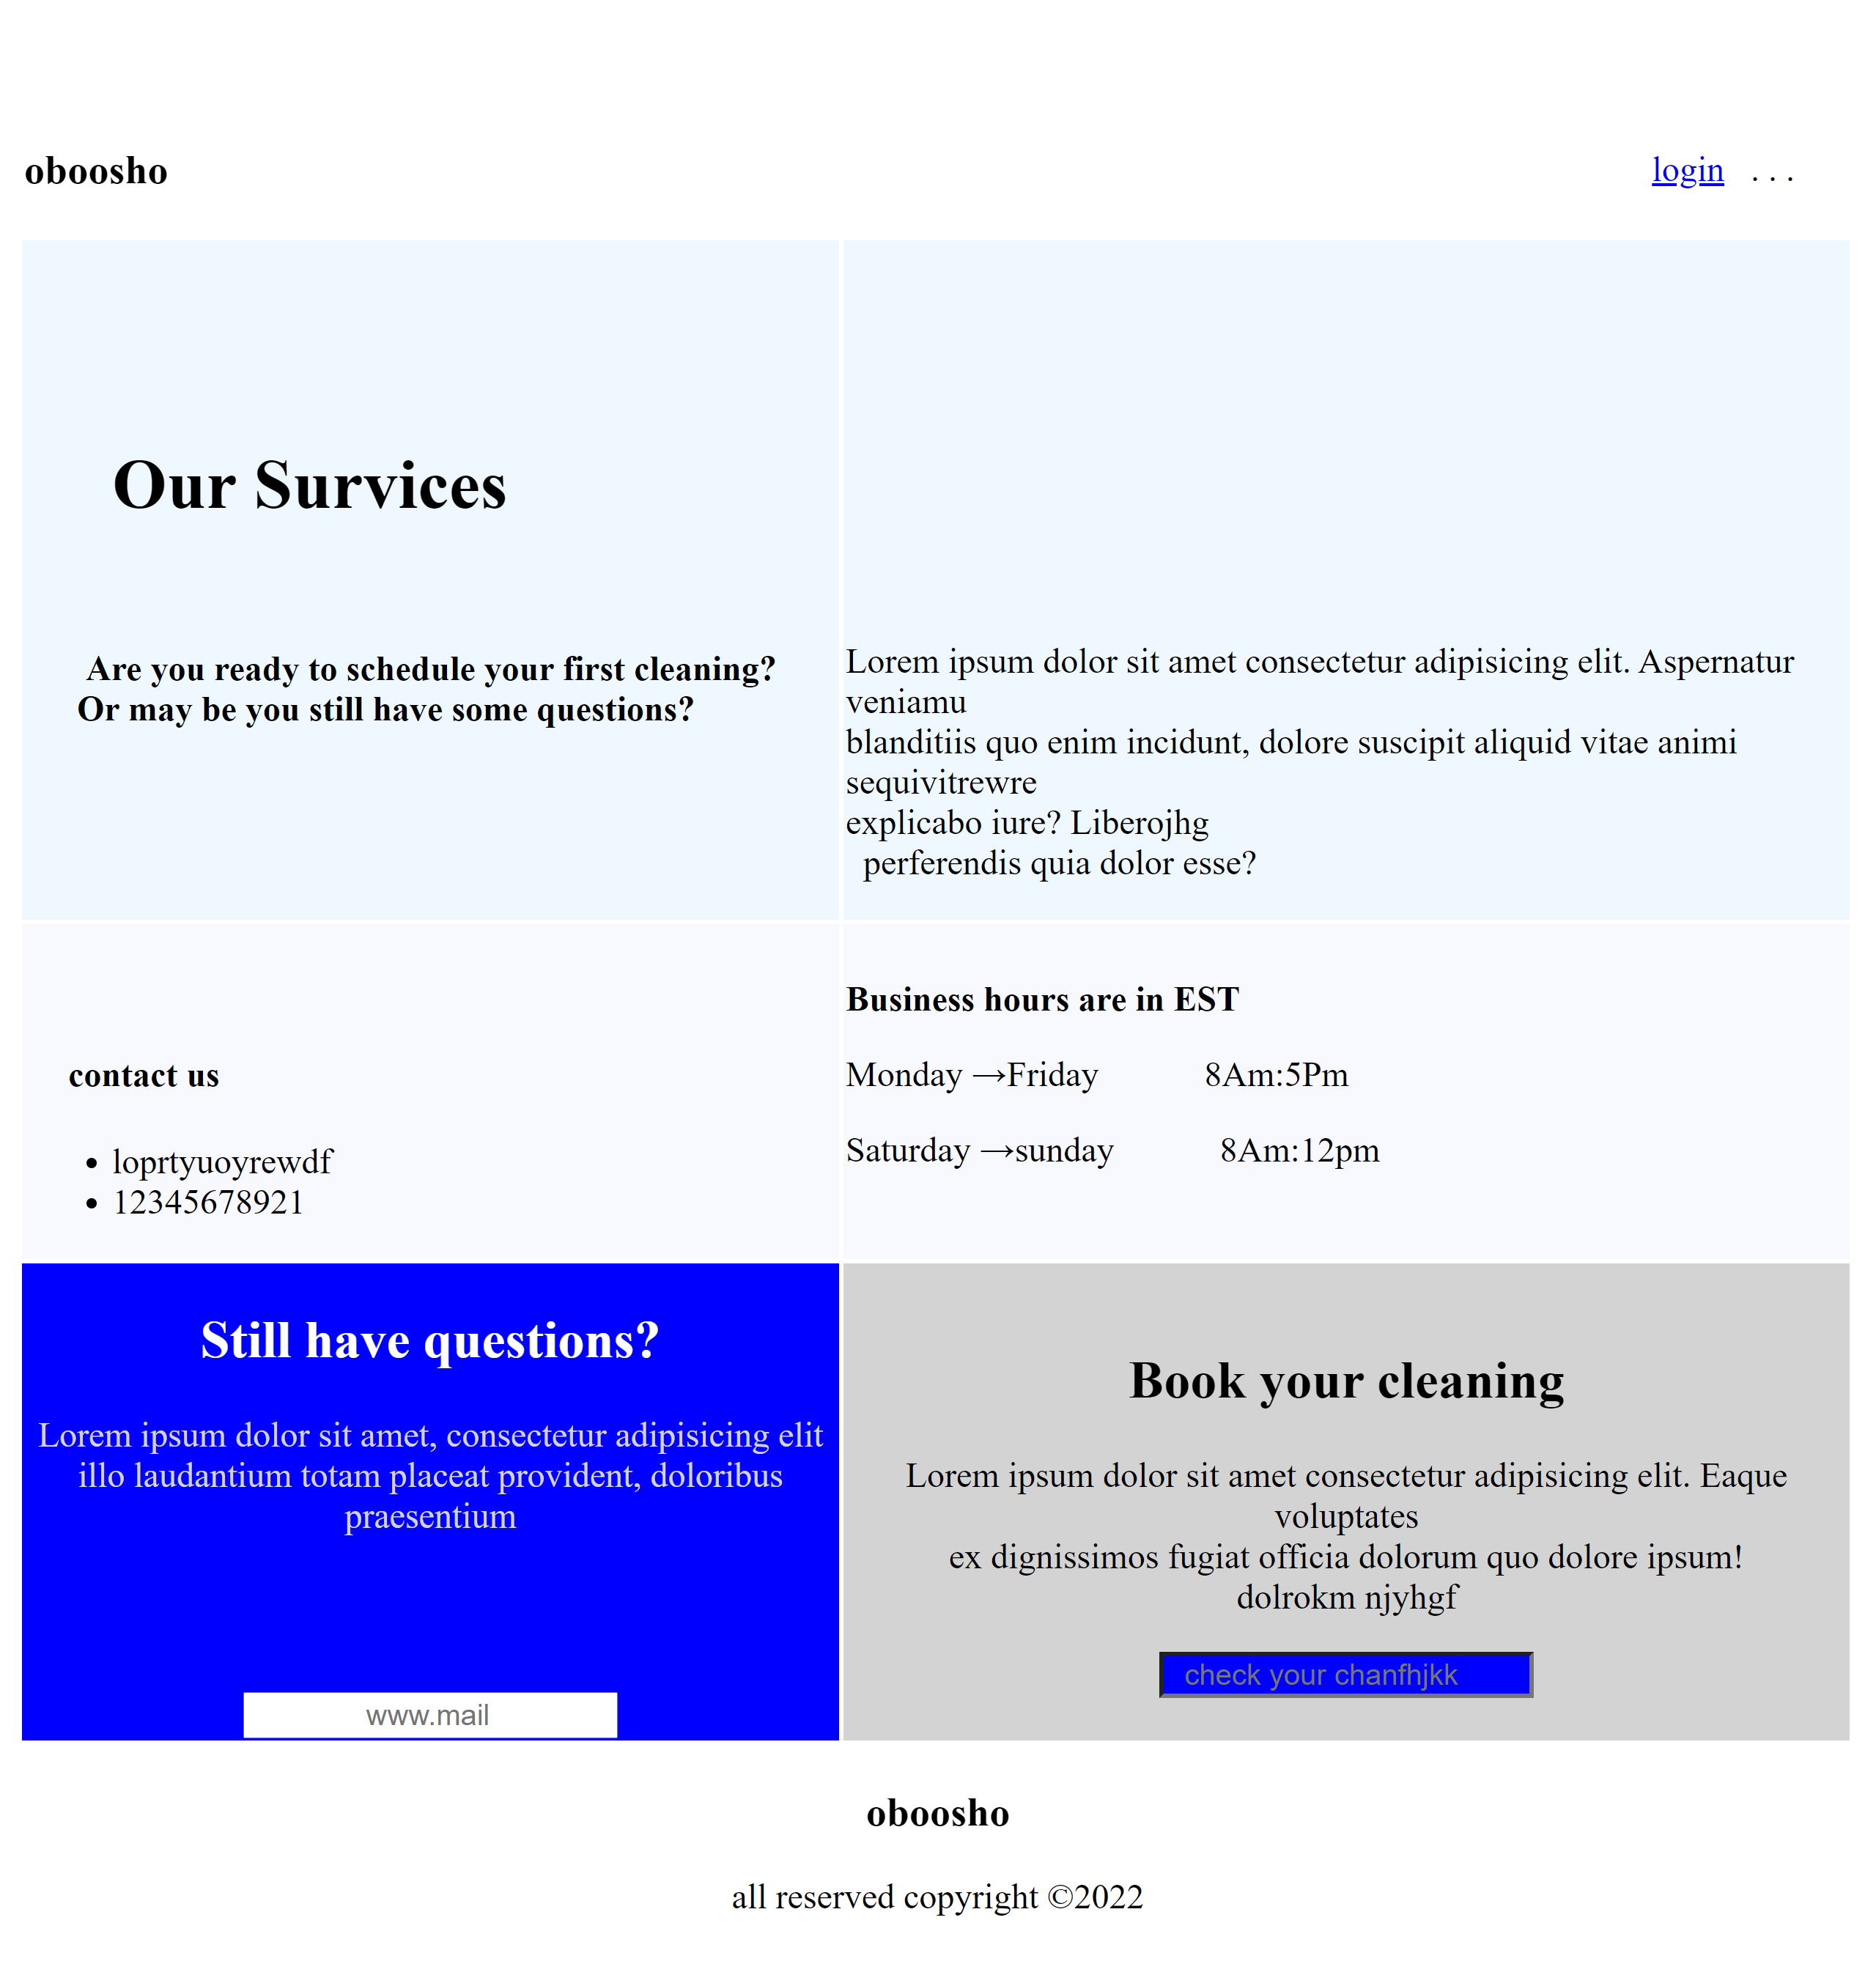 oboosho
login . . .
Our Survices
Are you ready to schedule your first cleaning?
Or may be you still have some questions?
Lorem ipsum dolor sit amet consectetur adipisicing elit. Aspernatur
veniamu
blanditiis quo enim incidunt, dolore suscipit aliquid vitae animi
sequivitrewre
explicabo iure? Liberojhg
perferendis quia dolor esse?
contact us
• loprtyuoyrewdf
• 12345678921
Business hours are in EST
Monday →Friday 8Am:5Pm
Saturday →sunday 8Am:12pm
Still have questions?
Lorem ipsum dolor sit amet, consectetur adipisicing elit
illo laudantium totam placeat provident, doloribus
praesentium
www.mail
Book your cleaning
Lorem ipsum dolor sit amet consectetur adipisicing elit. Eaque
voluptates
ex dignissimos fugiat officia dolorum quo dolore ipsum!
dolrokm njyhgf
check your chanfhjkk
oboosho
all reserved copyright ©2022